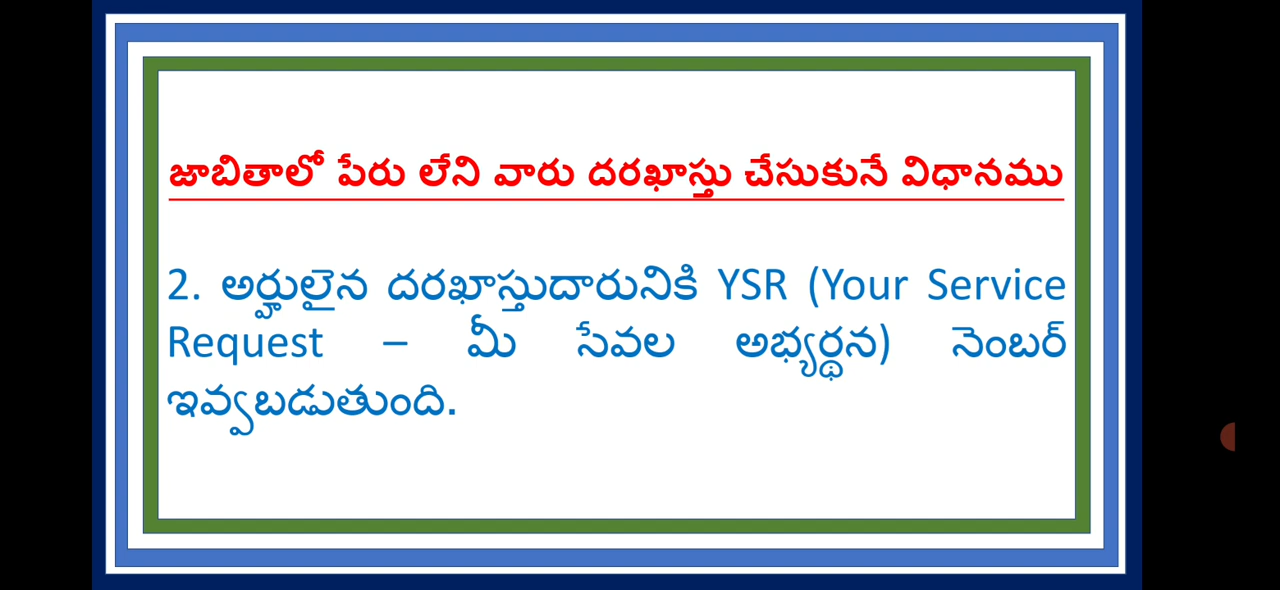 జాబితాలో పేరు లేని వారు దరఖాస్తు చేసుకునే విధానము
2. అర్హులైన దరఖాస్తుదారునికి YSR (Your Service
Request – మీ సేవల అభ్యర్థన) నెంబర్
ఇవ్వబడుతుంది.